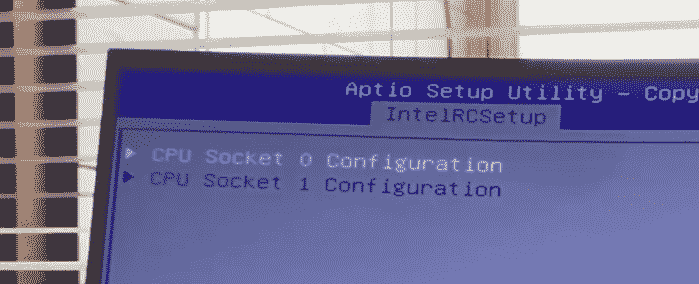 Aptio Setup Utility – Copy
IntelRCSetup
CPU Socket 0 Configuration
CPU Socket 1 Configuration